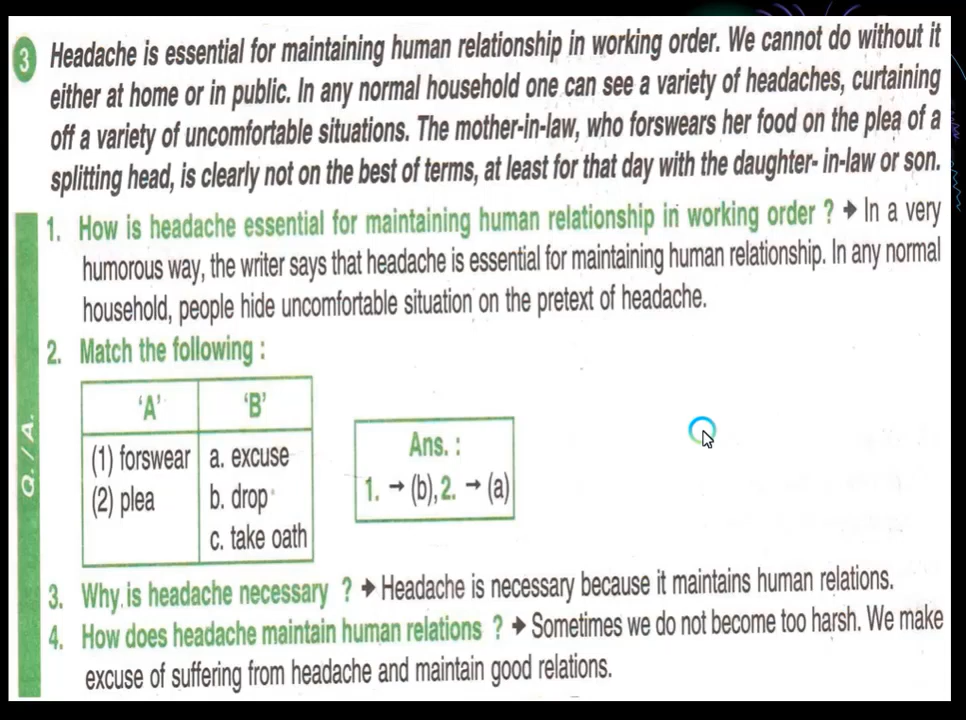 3 Headache is essential for maintaining human relationship in working order. We cannot do without it
either at home or in public. In any normal household one can see a variety of headaches, curtaining
off a variety of uncomfortable situations. The mother-in-law, who forswears her food on the plea of a
splitting head, is clearly not on the best of terms, at least for that day with the daughter- in-law or son.
1. How is headache essential for maintaining human relationship in working order ? → In a very
humorous way, the writer says that headache is essential for maintaining human relationship. In any normal
household, people hide uncomfortable situation on the pretext of headache.
2. Match the following :
'A' 'B'
(1) forswear a. excuse
(2) plea b. drop
c. take oath
Ans. :
1. → (b), 2. → (a)
Q. / A.
3. Why is headache necessary ? → Headache is necessary because it maintains human relations.
4. How does headache maintain human relations ? → Sometimes we do not become too harsh. We make
excuse of suffering from headache and maintain good relations.